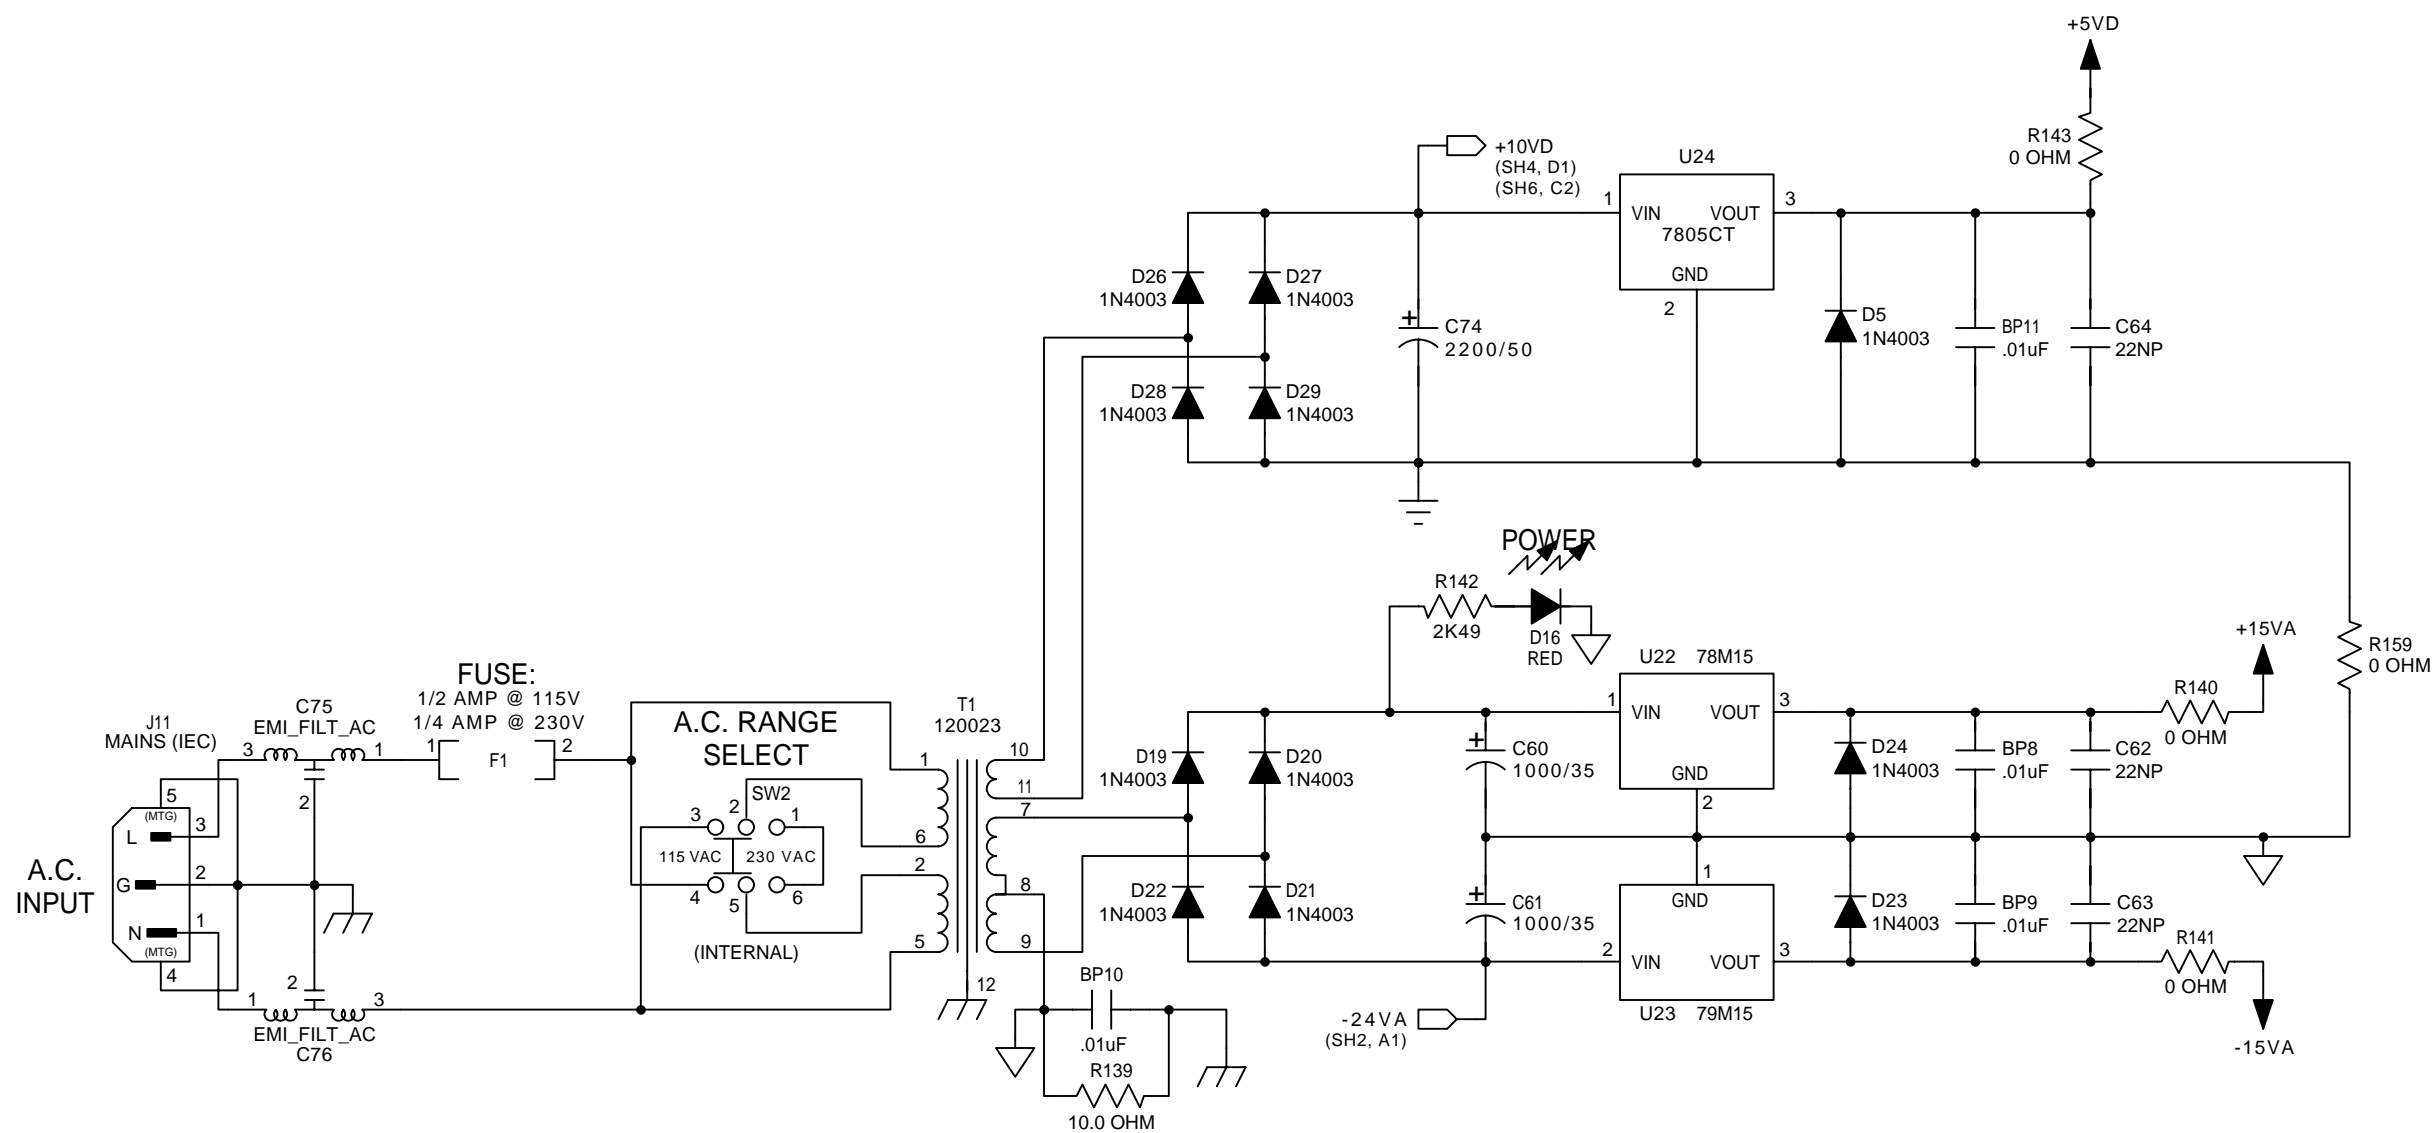 +5VD
R143
0 OHM
+10VD
(SH4, D1)
(SH6, C2)
U24
1
VIN
VOUT
3
7805CT
GND
2
D26
1N4003
D27
1N4003
+
C74
2200/50
D5
1N4003
BP11
.01uF
C64
22NP
D28
1N4003
D29
1N4003
POWER
R142
2K49
D16
RED
U22
78M15
+15VA
R159
0 OHM
FUSE:
1/2 AMP @ 115V
1/4 AMP @ 230V
1
F1
2
C75
EMI_FILT_AC
3
1
2
J11
MAINS (IEC)
5
(MTG)
L
3
G
2
N
1
(MTG)
4
A.C.
INPUT
2
1
3
EMI_FILT_AC
C76
A.C. RANGE
SELECT
SW2
3
2
1
115 VAC
230 VAC
4
5
6
(INTERNAL)
T1
120023
1
6
2
5
10
11
7
8
9
12
BP10
.01uF
R139
10.0 OHM
D19
1N4003
D20
1N4003
D22
1N4003
D21
1N4003
+
C60
1000/35
+
C61
1000/35
1
VIN
VOUT
3
GND
2
D24
1N4003
BP8
.01uF
C62
22NP
R140
0 OHM
1
GND
2
VIN
VOUT
3
U23
79M15
D23
1N4003
BP9
.01uF
C63
22NP
R141
0 OHM
-24VA
(SH2, A1)
-15VA